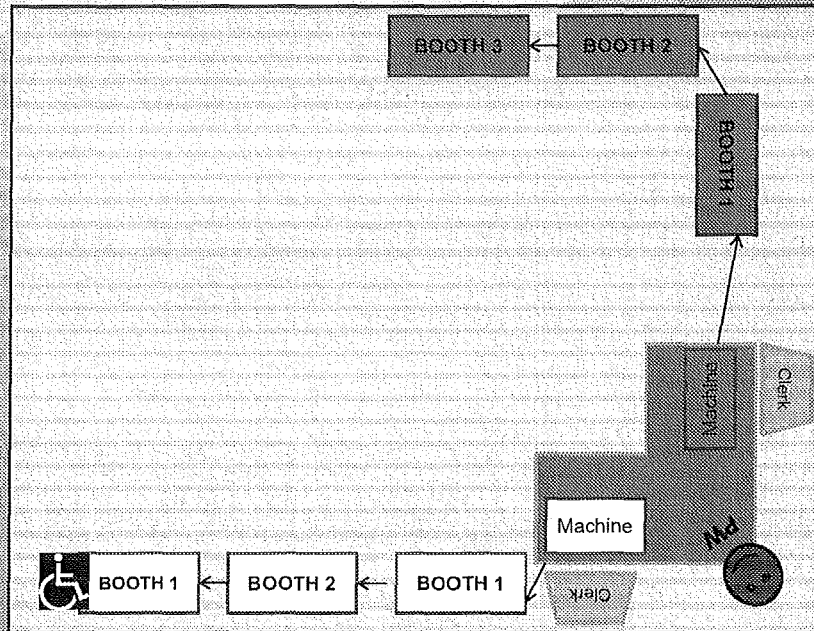 BOOTH 3
BOOTH 2
BOOTH 1
Machine
Clerk
PW
Machine
BOOTH 1
BOOTH 2
BOOTH 1
Clerk